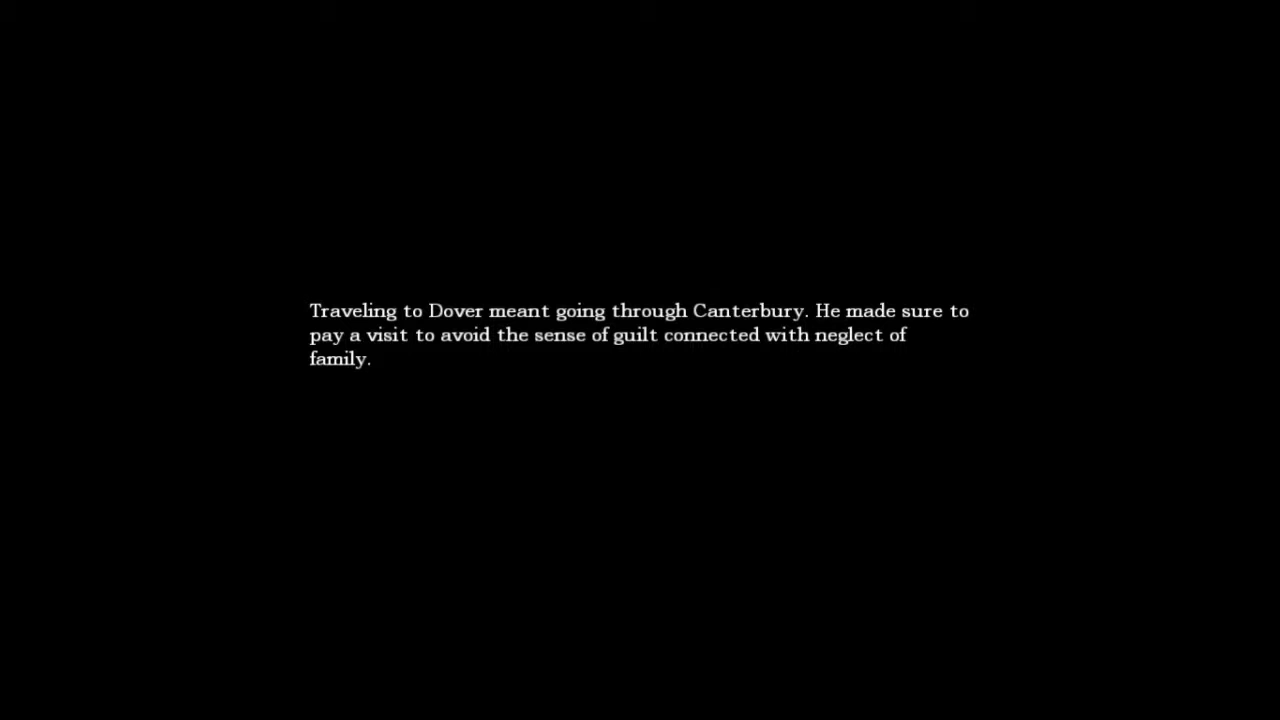 Traveling to Dover meant going through Canterbury. He made sure to
pay a visit to avoid the sense of guilt connected with neglect of
family.